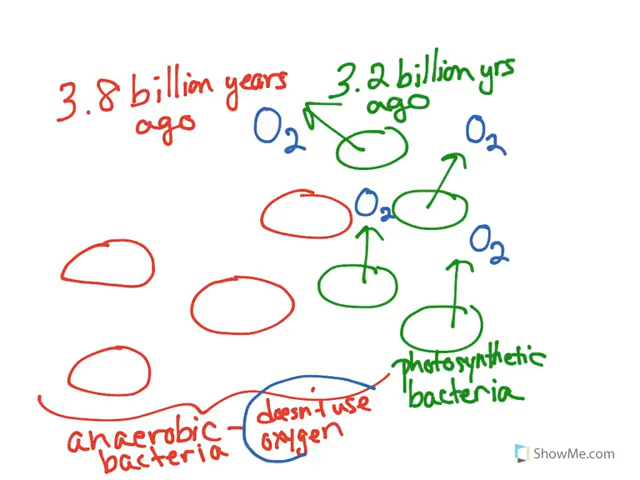 3.8 billion years
ago
3.2 billion yrs
ago
O2
O2
O2
O2
photosynthetic
bacteria
anaerobic - doesn't use
bacteria oxygen
ShowMe.com